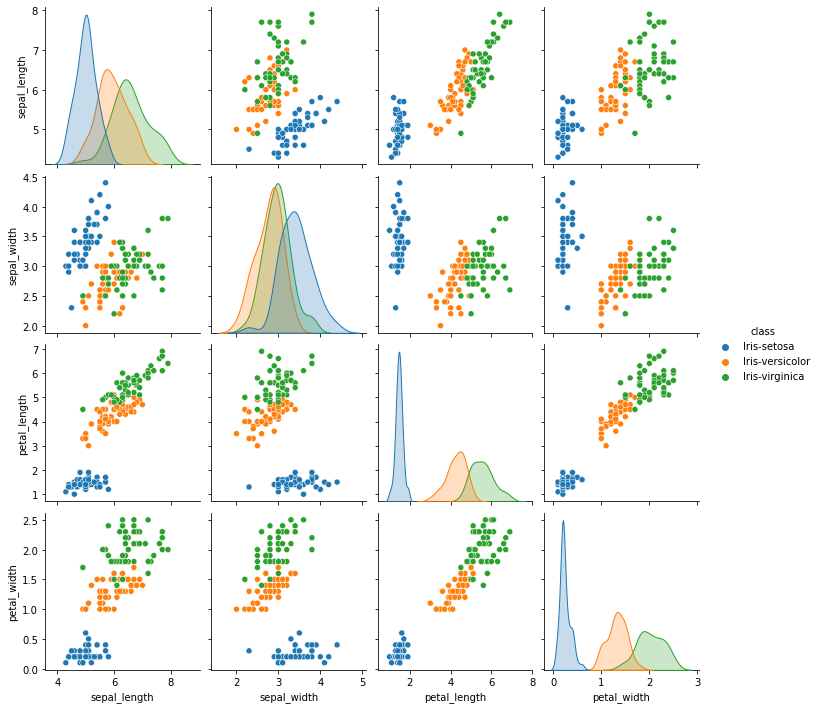 8
7
6
5
sepal_length
4.5
4.0
3.5
3.0
2.5
2.0
sepal_width
7
6
5
4
3
2
1
petal_length
2.5
2.0
1.5
1.0
0.5
0.0
petal_width
4 6 8
sepal_length
2 3 4 5
sepal_width
2 4 6 8
petal_length
0 1 2 3
petal_width
class
Iris-setosa
Iris-versicolor
Iris-virginica